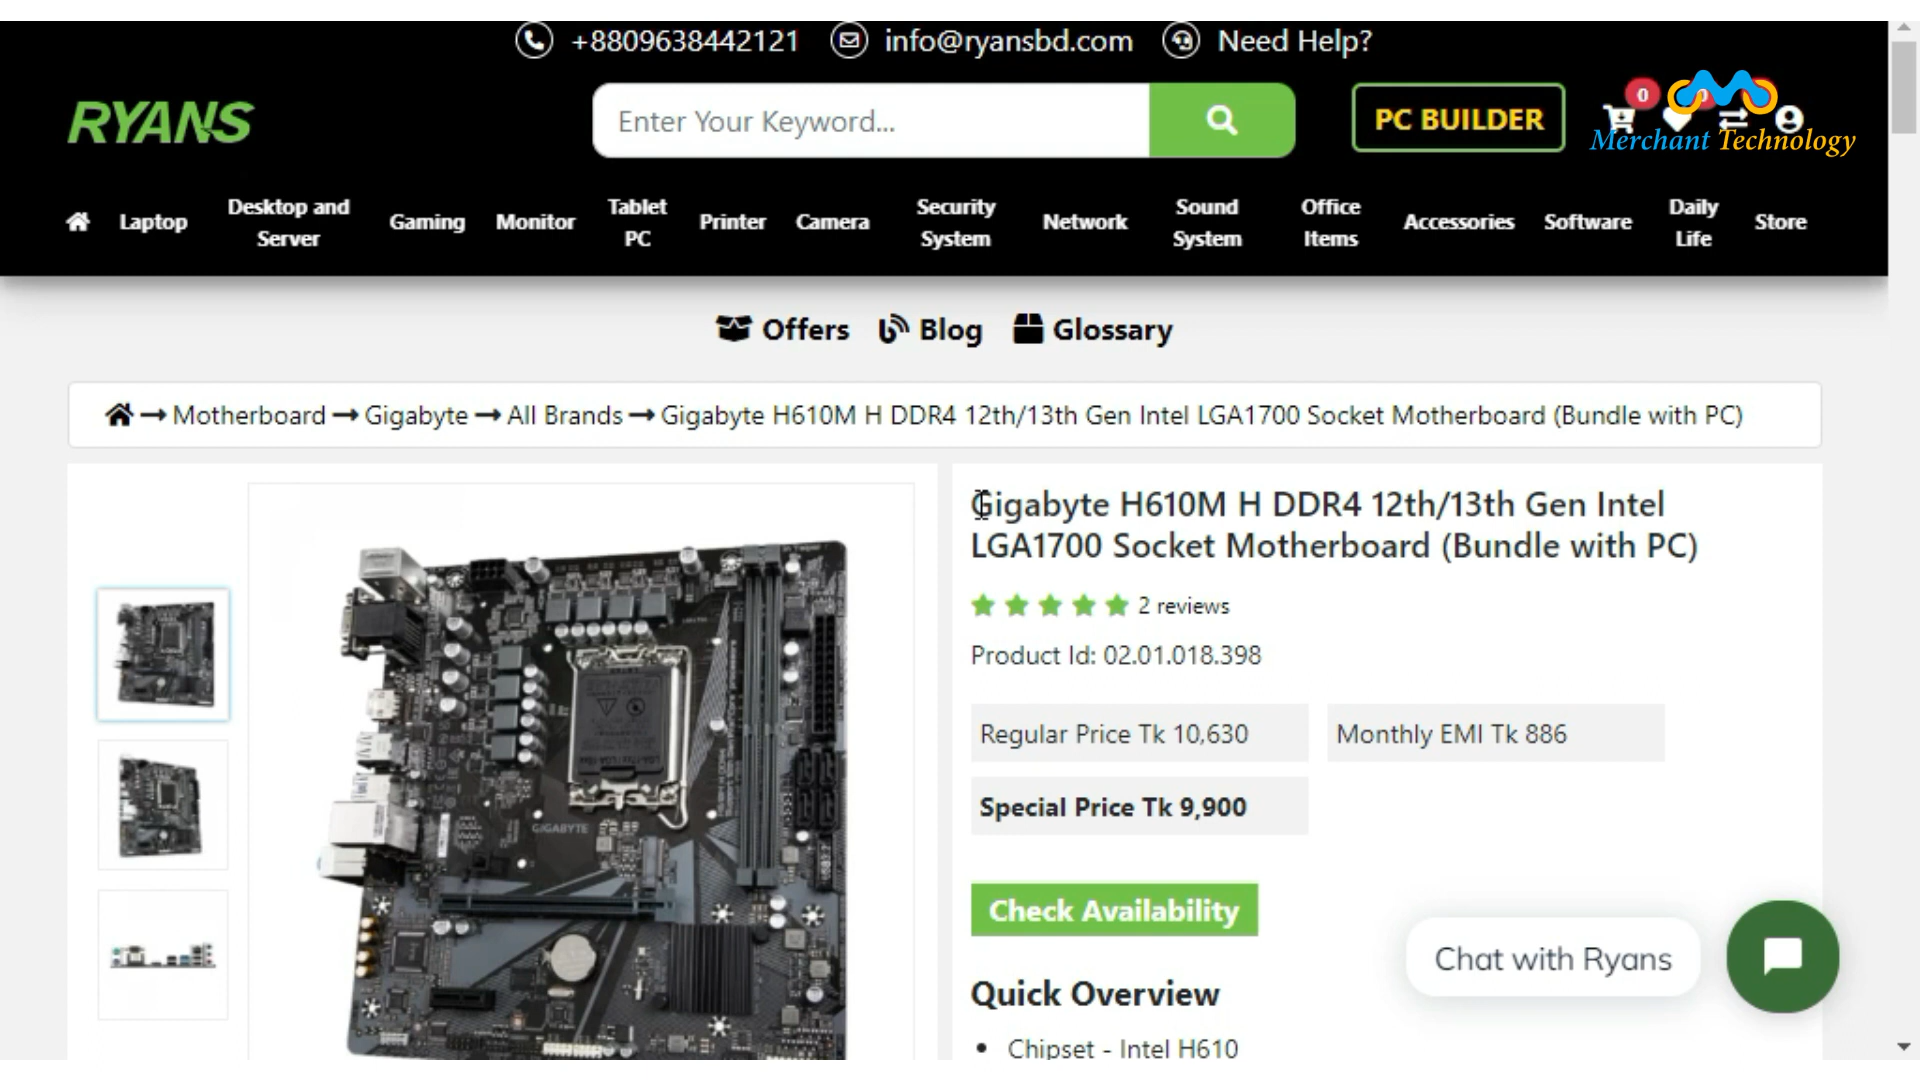 +8809638442121 info@ryansbd.com Need Help?
RYANS
Enter Your Keyword...
PC BUILDER
0
Merchant Technology
Laptop
Desktop and
Server
Gaming
Monitor
Tablet
PC
Printer
Camera
Security
System
Network
Sound
System
Office
Items
Accessories
Software
Daily
Life
Store
Offers Blog Glossary
Motherboard Gigabyte All Brands Gigabyte H610M H DDR4 12th/13th Gen Intel LGA1700 Socket Motherboard (Bundle with PC)
Gigabyte H610M H DDR4 12th/13th Gen Intel
LGA1700 Socket Motherboard (Bundle with PC)
2 reviews
Product Id: 02.01.018.398
Regular Price Tk 10,630
Monthly EMI Tk 886
Special Price Tk 9,900
GIGABYTE
Check Availability
Chat with Ryans
Quick Overview
Chipset - Intel H610